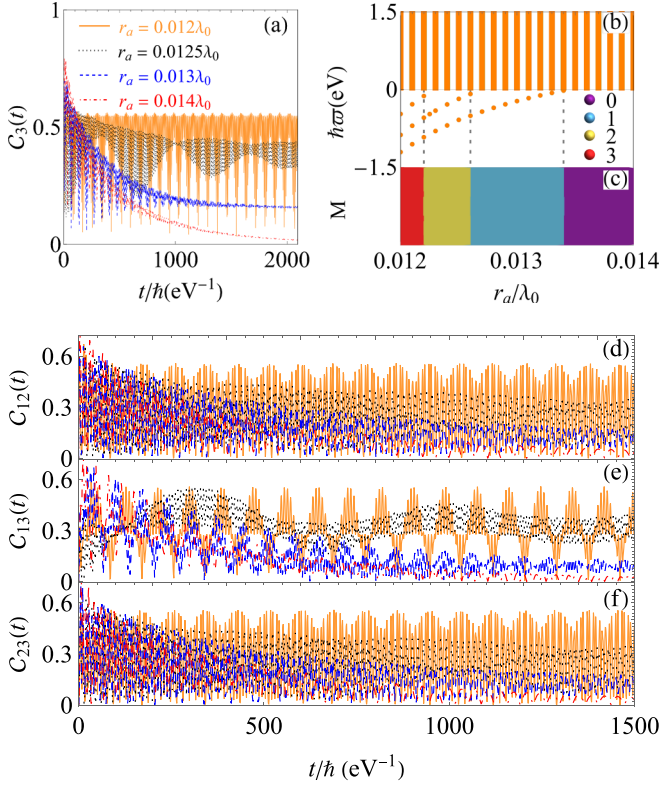 (a)
r_a = 0.012λ_0
r_a = 0.0125λ_0
r_a = 0.013λ_0
r_a = 0.014λ_0
C_3(t)
1
0.5
0
0
1000
2000
t/ħ(eV⁻¹)
(b)
1.5
0
−1.5
ħϖ(eV)
0
1
2
3
(c)
M
0.012
0.013
0.014
r_a/λ_0
(d)
C_12(t)
0.6
0.3
0
(e)
C_13(t)
0.6
0.3
0
(f)
C_23(t)
0.6
0.3
0
0
500
1000
1500
t/ħ (eV⁻¹)